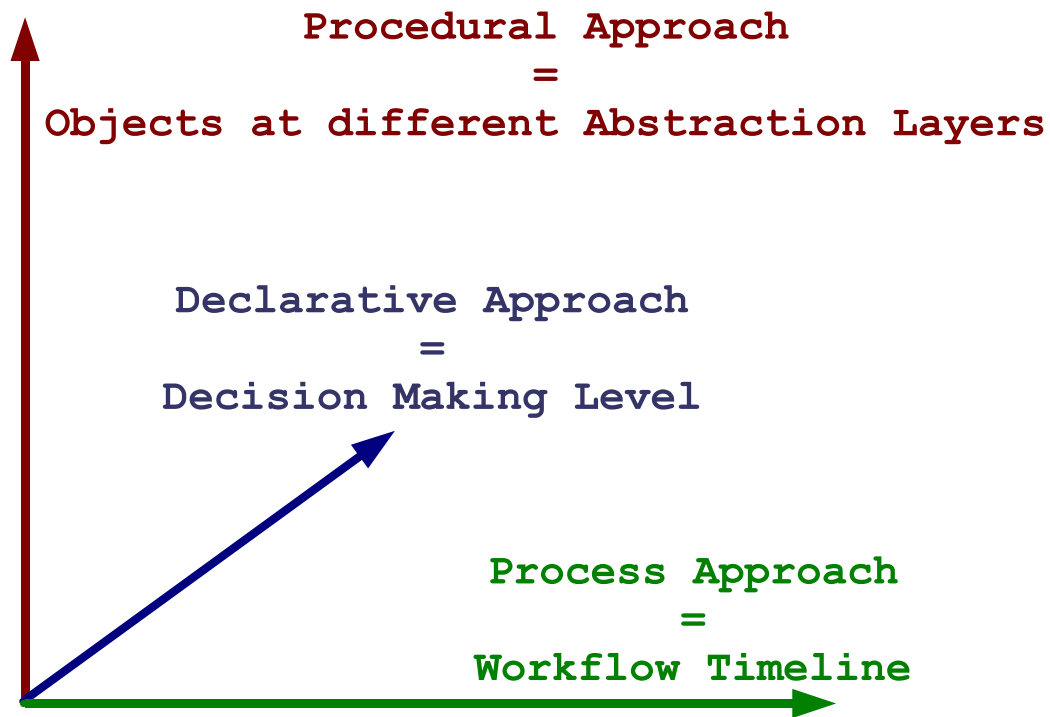 Procedural Approach
=
Objects at different Abstraction Layers
Declarative Approach
=
Decision Making Level
Process Approach
=
Workflow Timeline